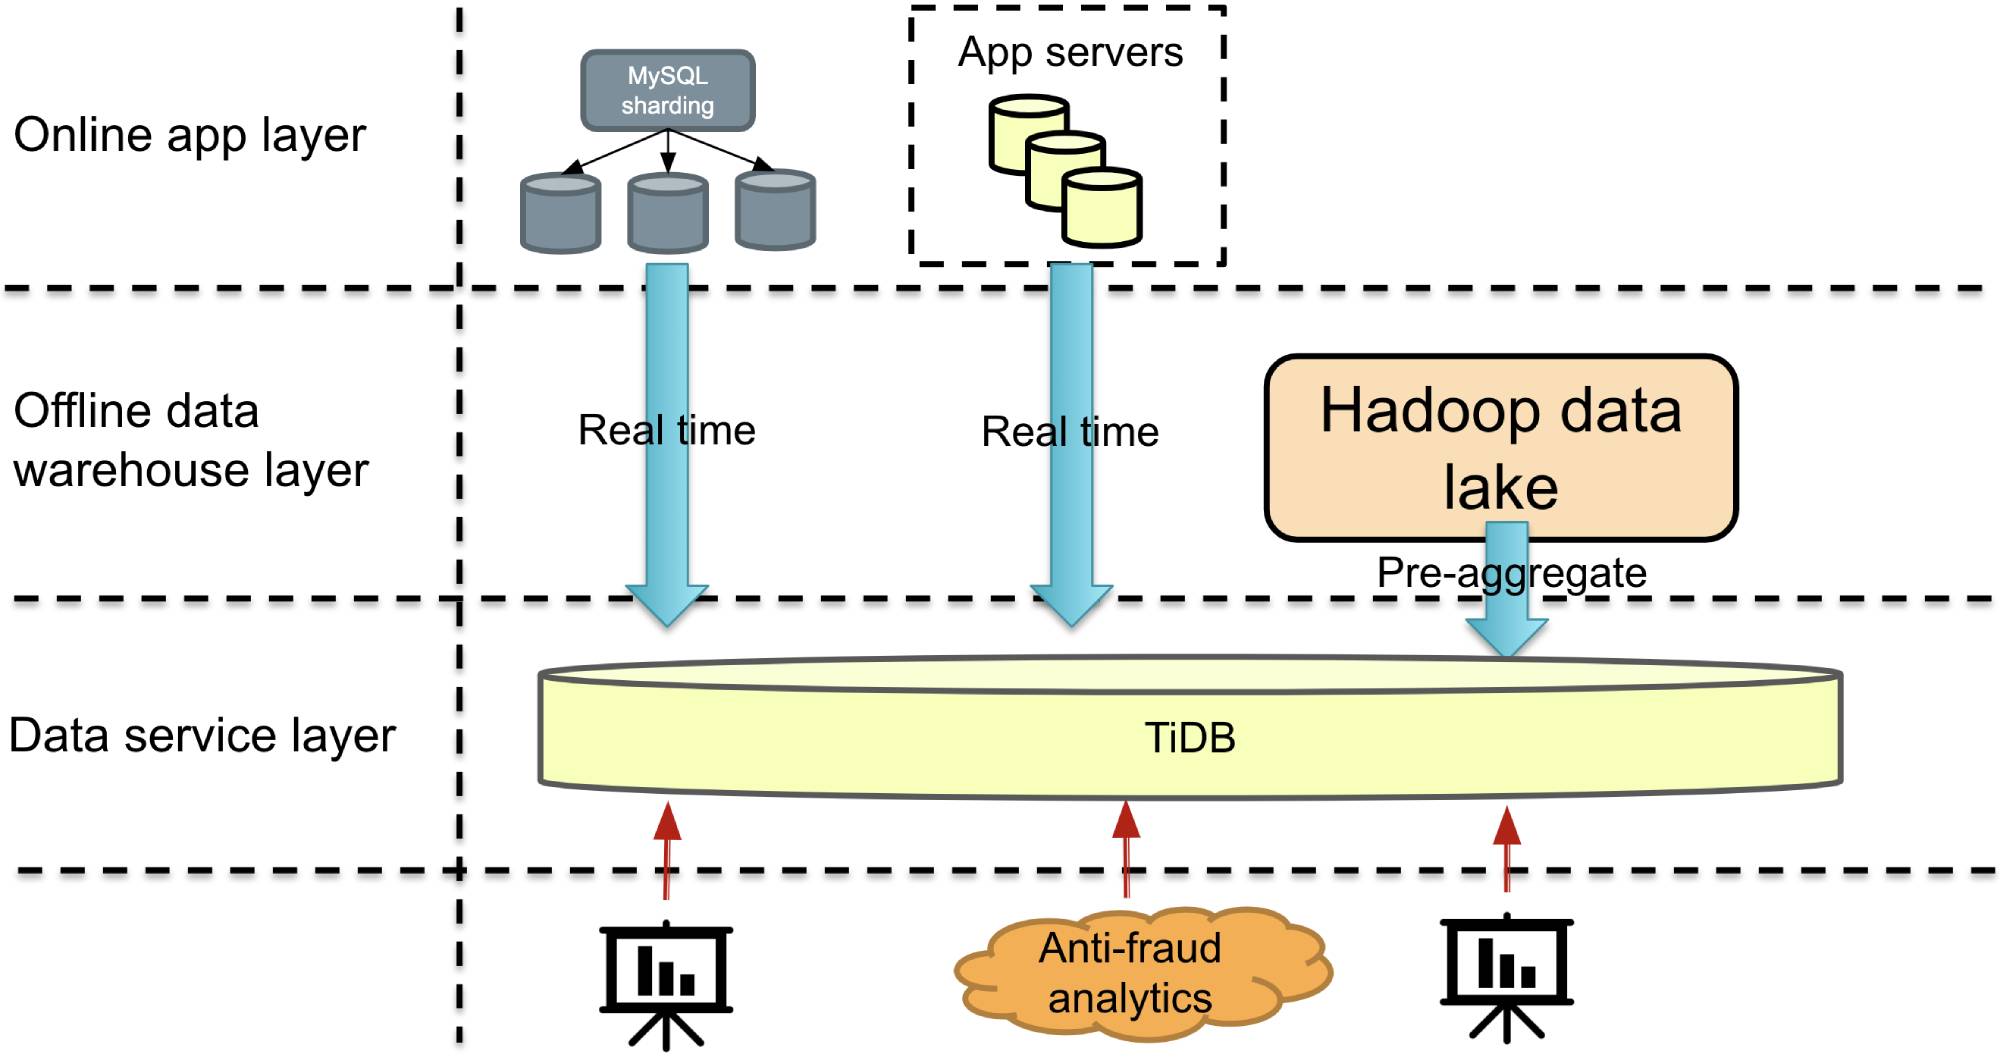 App servers
MySQL
sharding
Online app layer
Offline data
warehouse layer
Real time
Real time
Hadoop data
lake
Pre-aggregate
Data service layer
TiDB
Anti-fraud
analytics